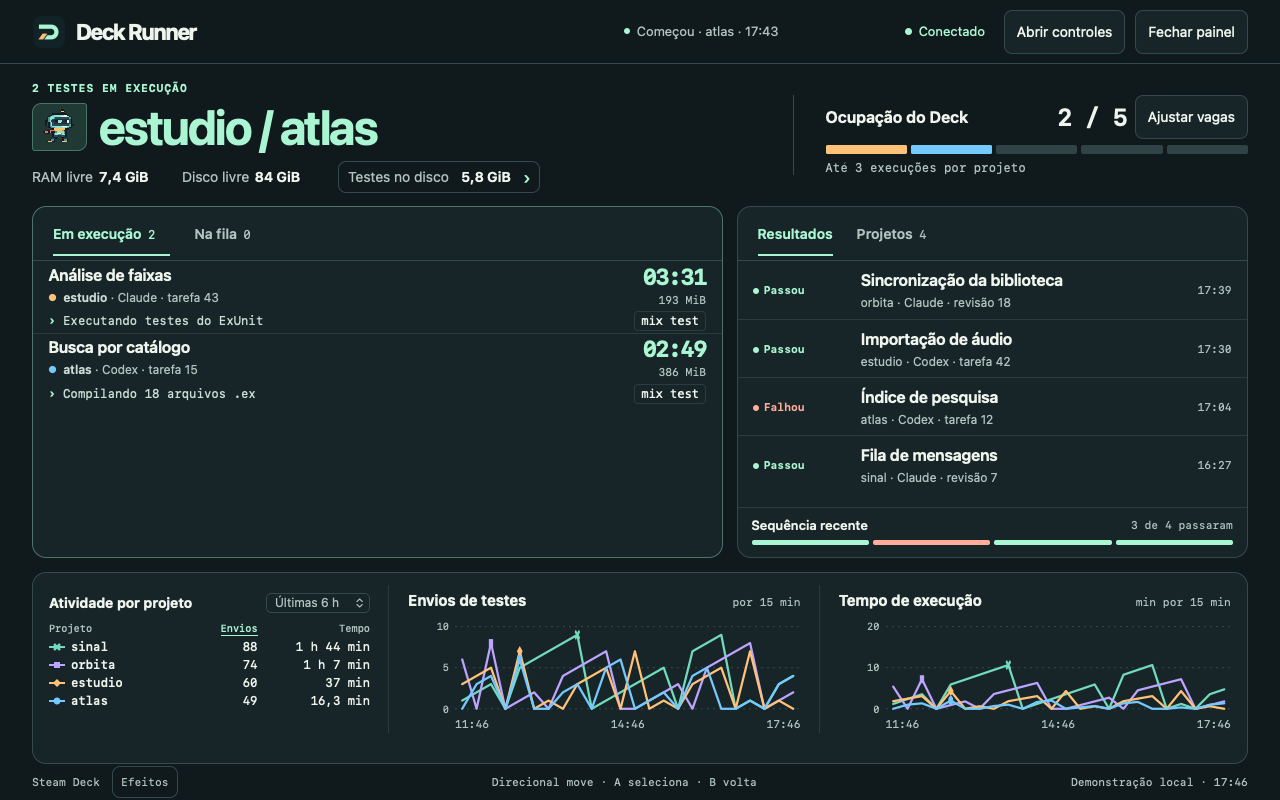 Deck Runner
Começou · atlas · 17:43
Conectado
Abrir controles
Fechar painel
2 TESTES EM EXECUÇÃO
estudio / atlas
RAM livre 7,4 GiB
Disco livre 84 GiB
Testes no disco 5,8 GiB ›
Ocupação do Deck
2 / 5
Ajustar vagas
Até 3 execuções por projeto
Em execução 2
Na fila 0
Análise de faixas
03:31
estudio · Claude · tarefa 43
193 MiB
› Executando testes do ExUnit
mix test
Busca por catálogo
02:49
atlas · Codex · tarefa 15
386 MiB
› Compilando 18 arquivos .ex
mix test
Resultados
Projetos 4
Passou
Sincronização da biblioteca
orbita · Claude · revisão 18
17:39
Passou
Importação de áudio
estudio · Codex · tarefa 42
17:30
Falhou
Índice de pesquisa
atlas · Codex · tarefa 12
17:04
Passou
Fila de mensagens
sinal · Claude · revisão 7
16:27
Sequência recente
3 de 4 passaram
Atividade por projeto
Últimas 6 h
Projeto Envios Tempo
sinal 88 1 h 44 min
orbita 74 1 h 7 min
estudio 60 37 min
atlas 49 16,3 min
Envios de testes
por 15 min
10
5
0
11:46 14:46 17:46
Tempo de execução
min por 15 min
20
10
0
11:46 14:46 17:46
Steam Deck
Efeitos
Direcional move · A seleciona · B volta
Demonstração local · 17:46